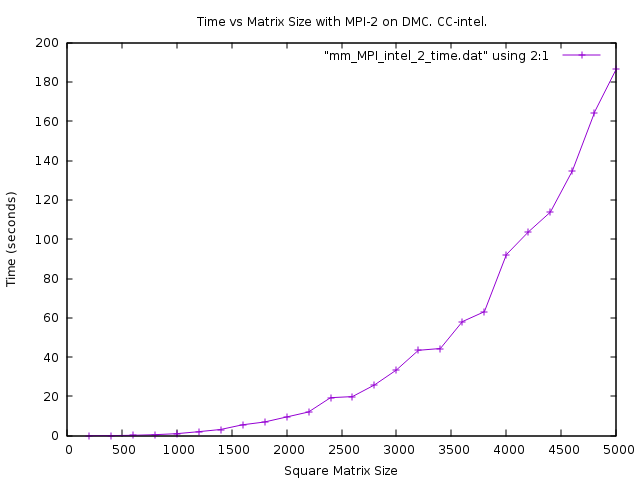 Time vs Matrix Size with MPI-2 on DMC. CC-intel.
"mm_MPI_intel_2_time.dat" using 2:1
200
180
160
140
120
100
80
60
40
20
0
Time (seconds)
0 500 1000 1500 2000 2500 3000 3500 4000 4500 5000
Square Matrix Size